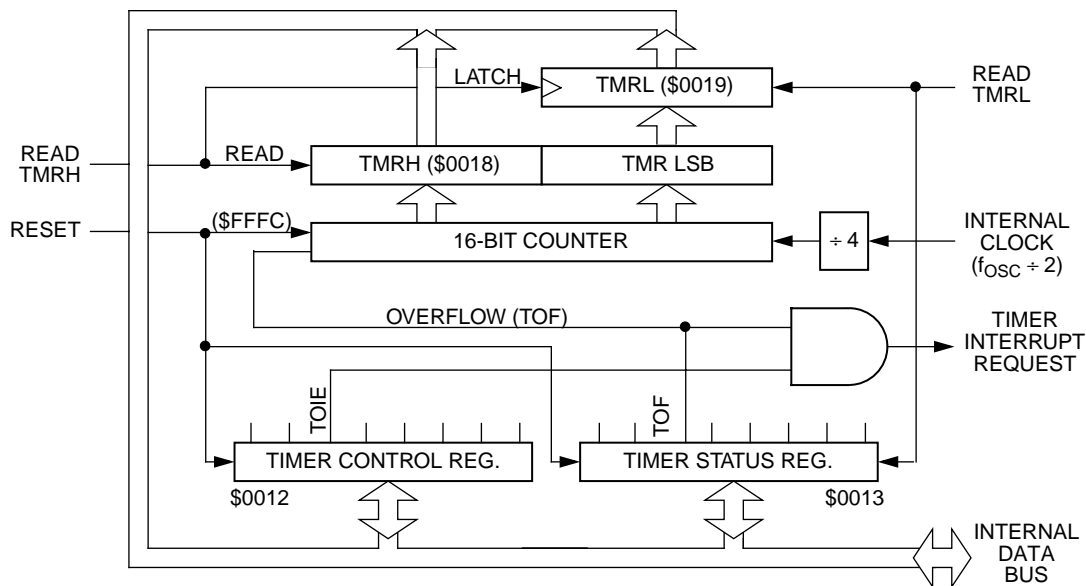 LATCH
TMRL ($0019)
READ
TMRL
READ
TMRH
READ
TMRH ($0018)
TMR LSB
RESET
($FFFC)
16-BIT COUNTER
÷ 4
INTERNAL
CLOCK
(fOSC ÷ 2)
OVERFLOW (TOF)
TIMER
INTERRUPT
REQUEST
TOIE
TOF
TIMER CONTROL REG.
TIMER STATUS REG.
$0012
$0013
INTERNAL
DATA
BUS